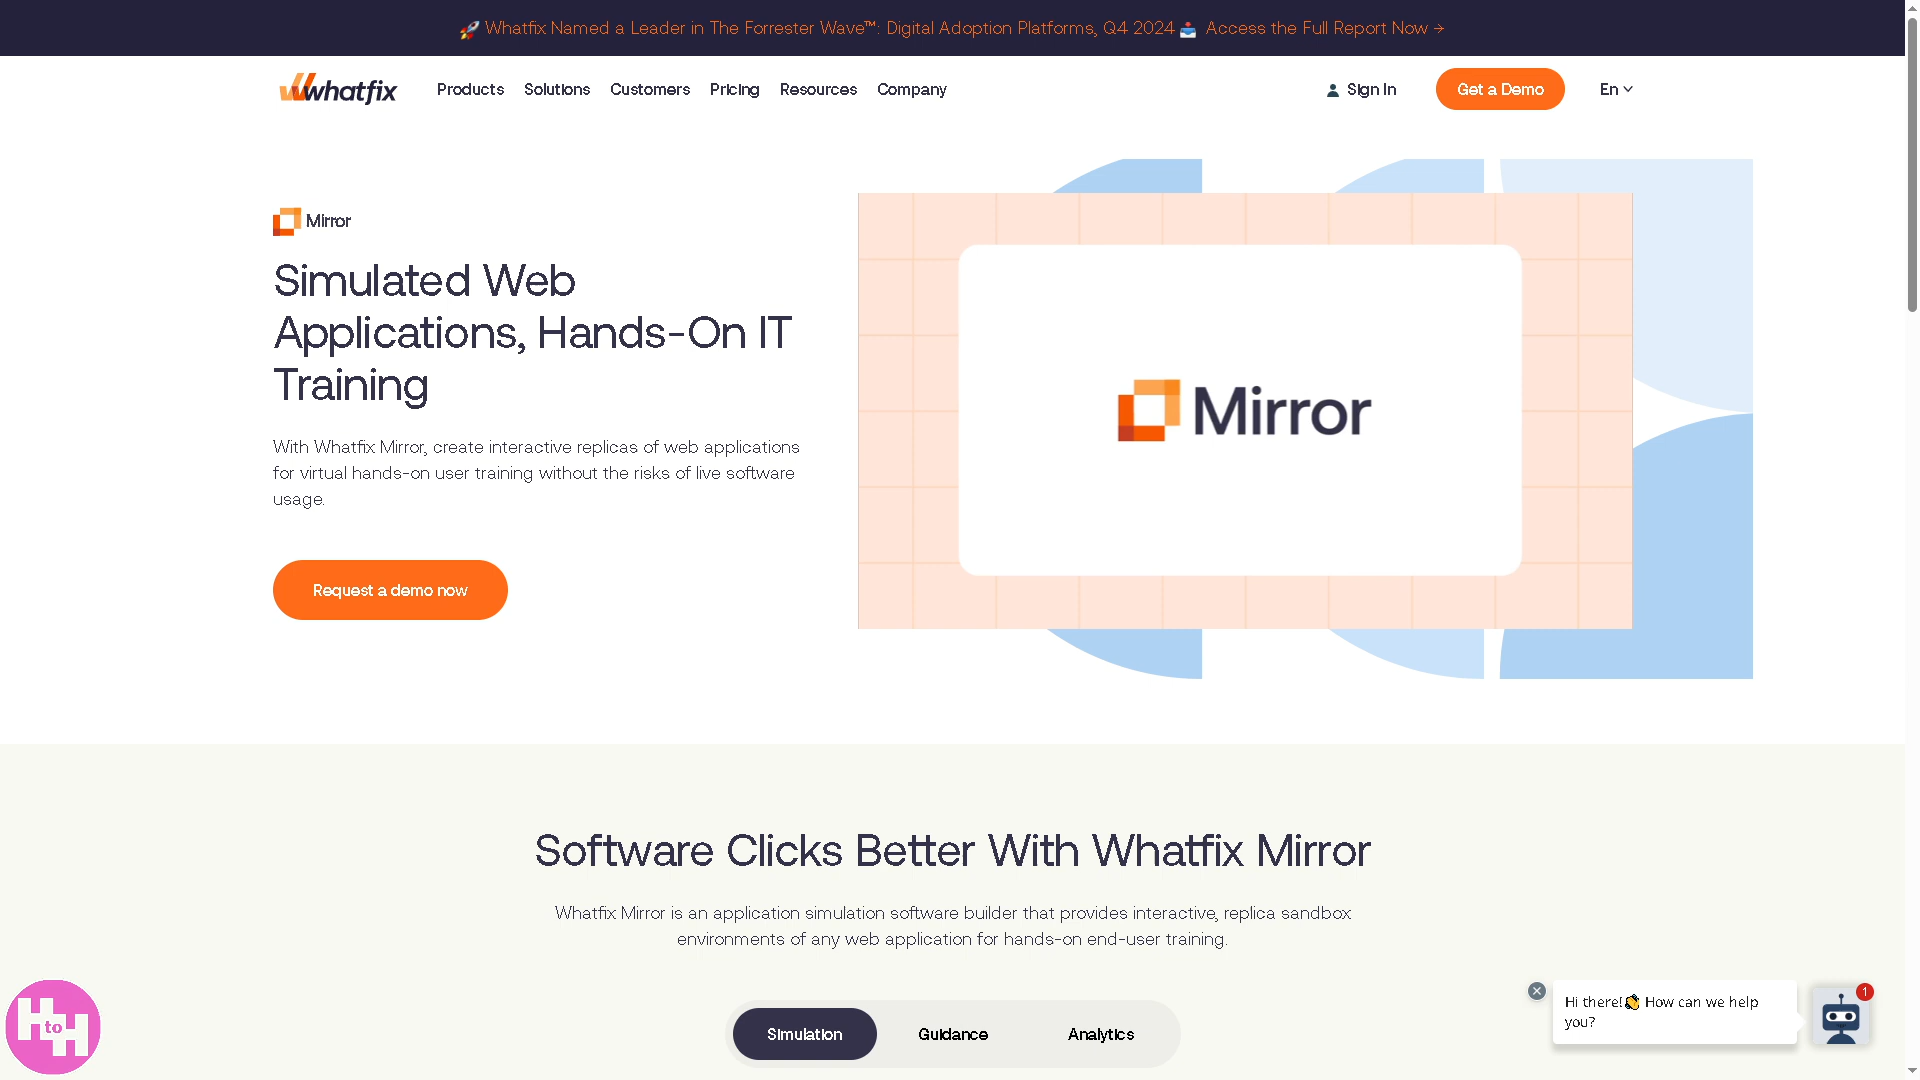 🚀 Whatfix Named a Leader in The Forrester Wave™: Digital Adoption Platforms, Q4 2024 📥 Access the Full Report Now →
whatfix Products Solutions Customers Pricing Resources Company Sign In Get a Demo En
Mirror
Simulated Web
Applications, Hands-On IT
Training
With Whatfix Mirror, create interactive replicas of web applications
for virtual hands-on user training without the risks of live software
usage.
Request a demo now
Mirror
Software Clicks Better With Whatfix Mirror
Whatfix Mirror is an application simulation software builder that provides interactive, replica sandbox
environments of any web application for hands-on end-user training.
Simulation Guidance Analytics
H to H
Hi there!👋 How can we help
you?
1